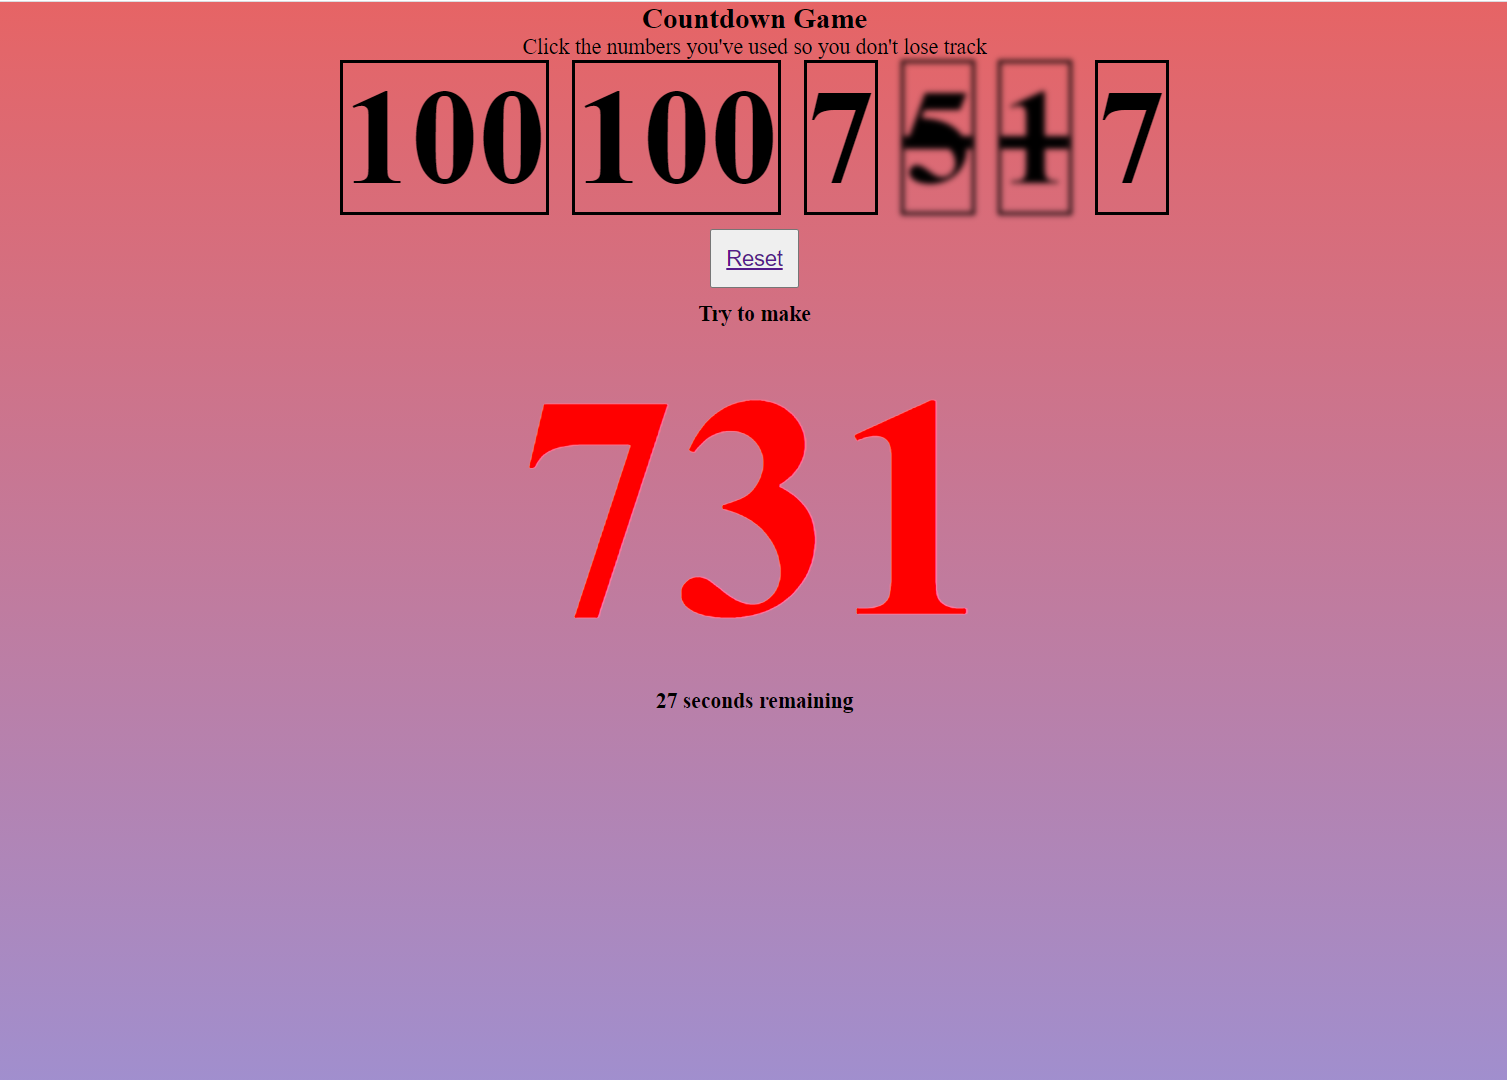 Countdown Game
Click the numbers you've used so you don't lose track
100 100 7 5 1 7
Reset
Try to make
731
27 seconds remaining